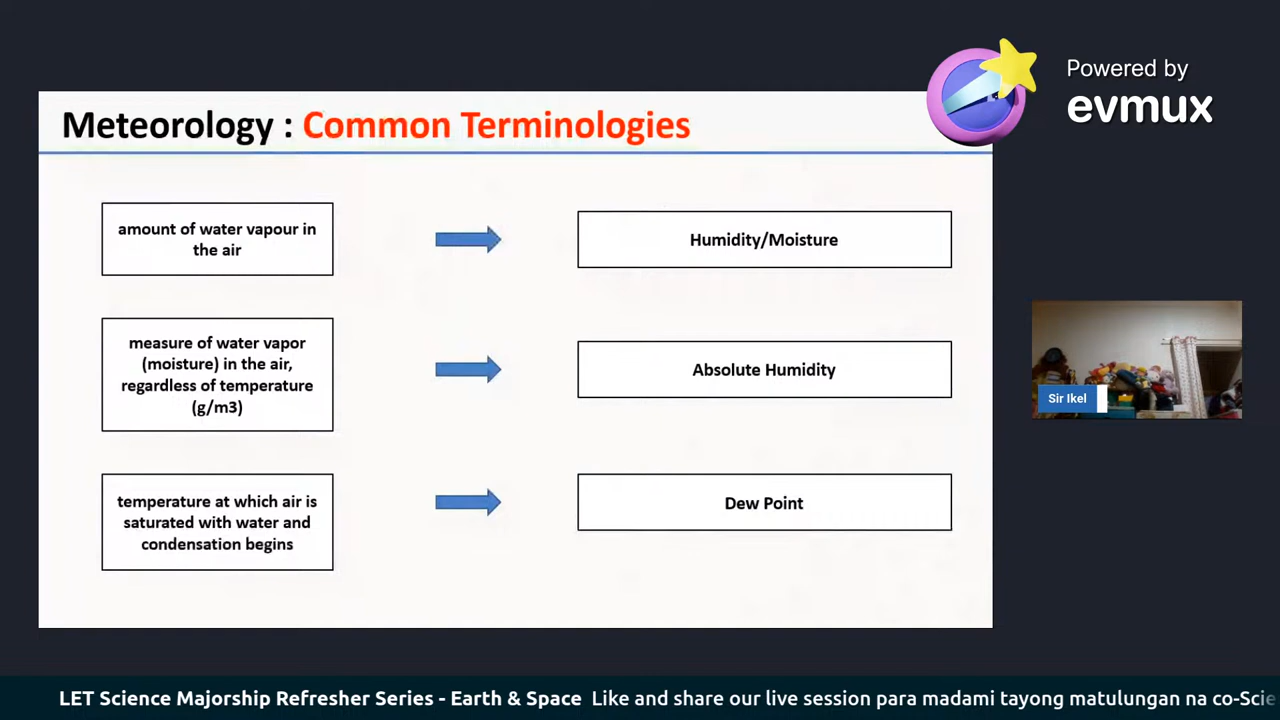 Powered by
evmux
Meteorology : Common Terminologies
amount of water vapour in
the air
Humidity/Moisture
measure of water vapor
(moisture) in the air,
regardless of temperature
(g/m3)
Absolute Humidity
Sir Ikel
temperature at which air is
saturated with water and
condensation begins
Dew Point
LET Science Majorship Refresher Series - Earth & Space Like and share our live session para madami tayong matulungan na co-Scie